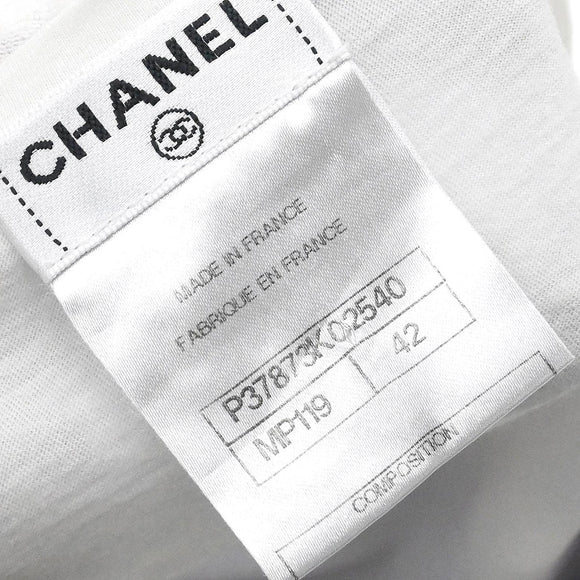 CHANEL
MADE IN FRANCE
FABRIQUE EN FRANCE
P37873K02540
MP119 42
COMPOSITION